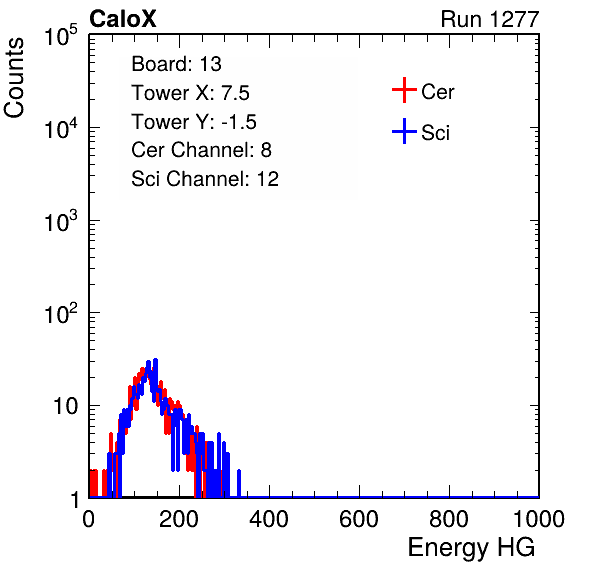 CaloX Run 1277
Counts
10^5
10^4
10^3
10^2
10
1
Board: 13
Tower X: 7.5
Tower Y: -1.5
Cer Channel: 8
Sci Channel: 12
Cer
Sci
0 200 400 600 800 1000
Energy HG